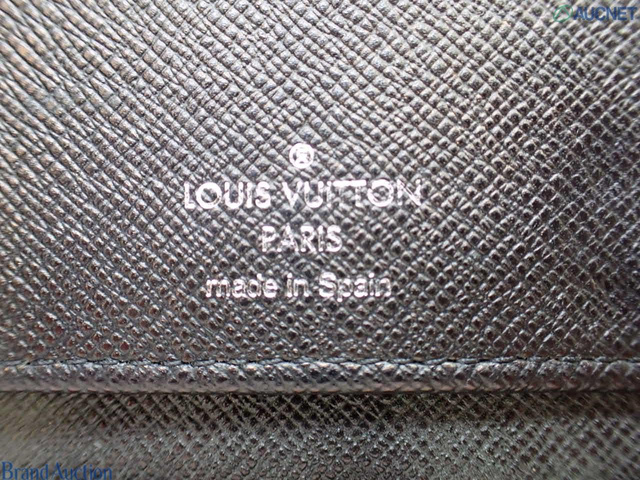 AUCNET
®
LOUIS VUITTON
PARIS
made in Spain
Brand Auction